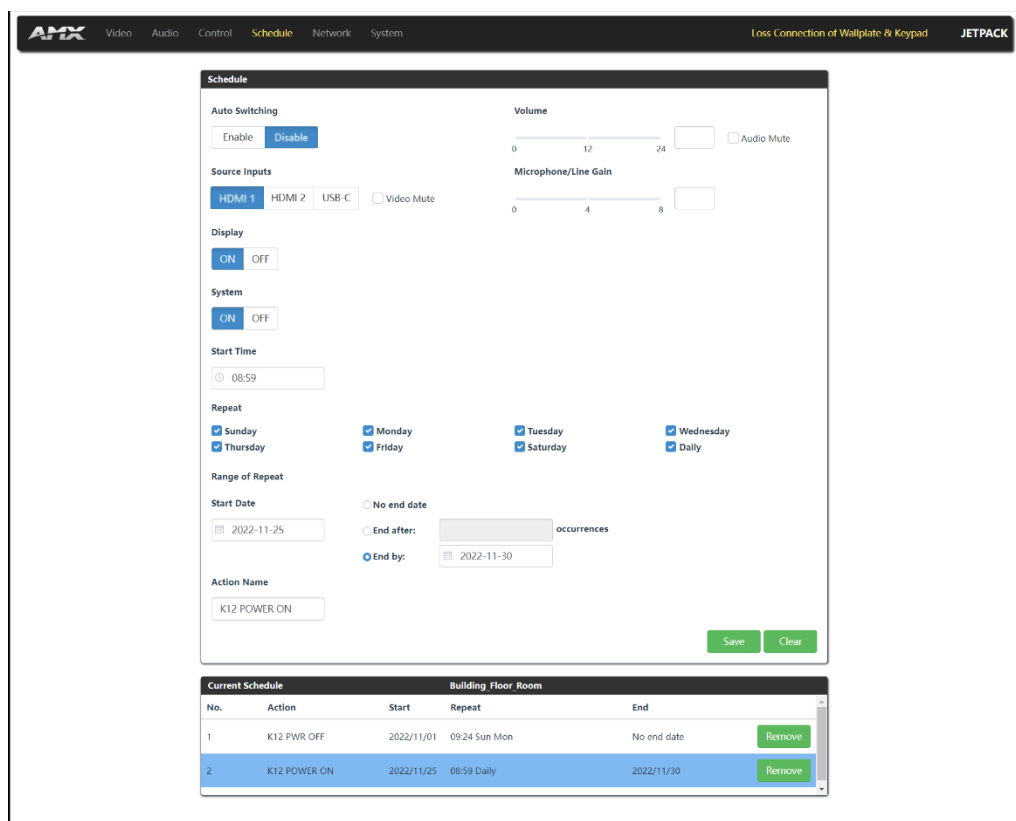 AMX Video Audio Control Schedule Network System Loss Connection of Wallplate & Keypad JETPACK
Schedule
Auto Switching
Enable Disable
Volume
0 12 24
Audio Mute
Source Inputs
HDMI 1 HDMI 2 USB-C Video Mute
Microphone/Line Gain
0 4 8
Display
ON OFF
System
ON OFF
Start Time
08:59
Repeat
Sunday Monday Tuesday Wednesday
Thursday Friday Saturday Daily
Range of Repeat
Start Date
2022-11-25
No end date
End after: occurrences
End by: 2022-11-30
Action Name
K12 POWER ON
Save Clear
Current Schedule Building_Floor_Room
No. Action Start Repeat End
1 K12 PWR OFF 2022/11/01 09:24 Sun Mon No end date Remove
2 K12 POWER ON 2022/11/25 08:59 Daily 2022/11/30 Remove